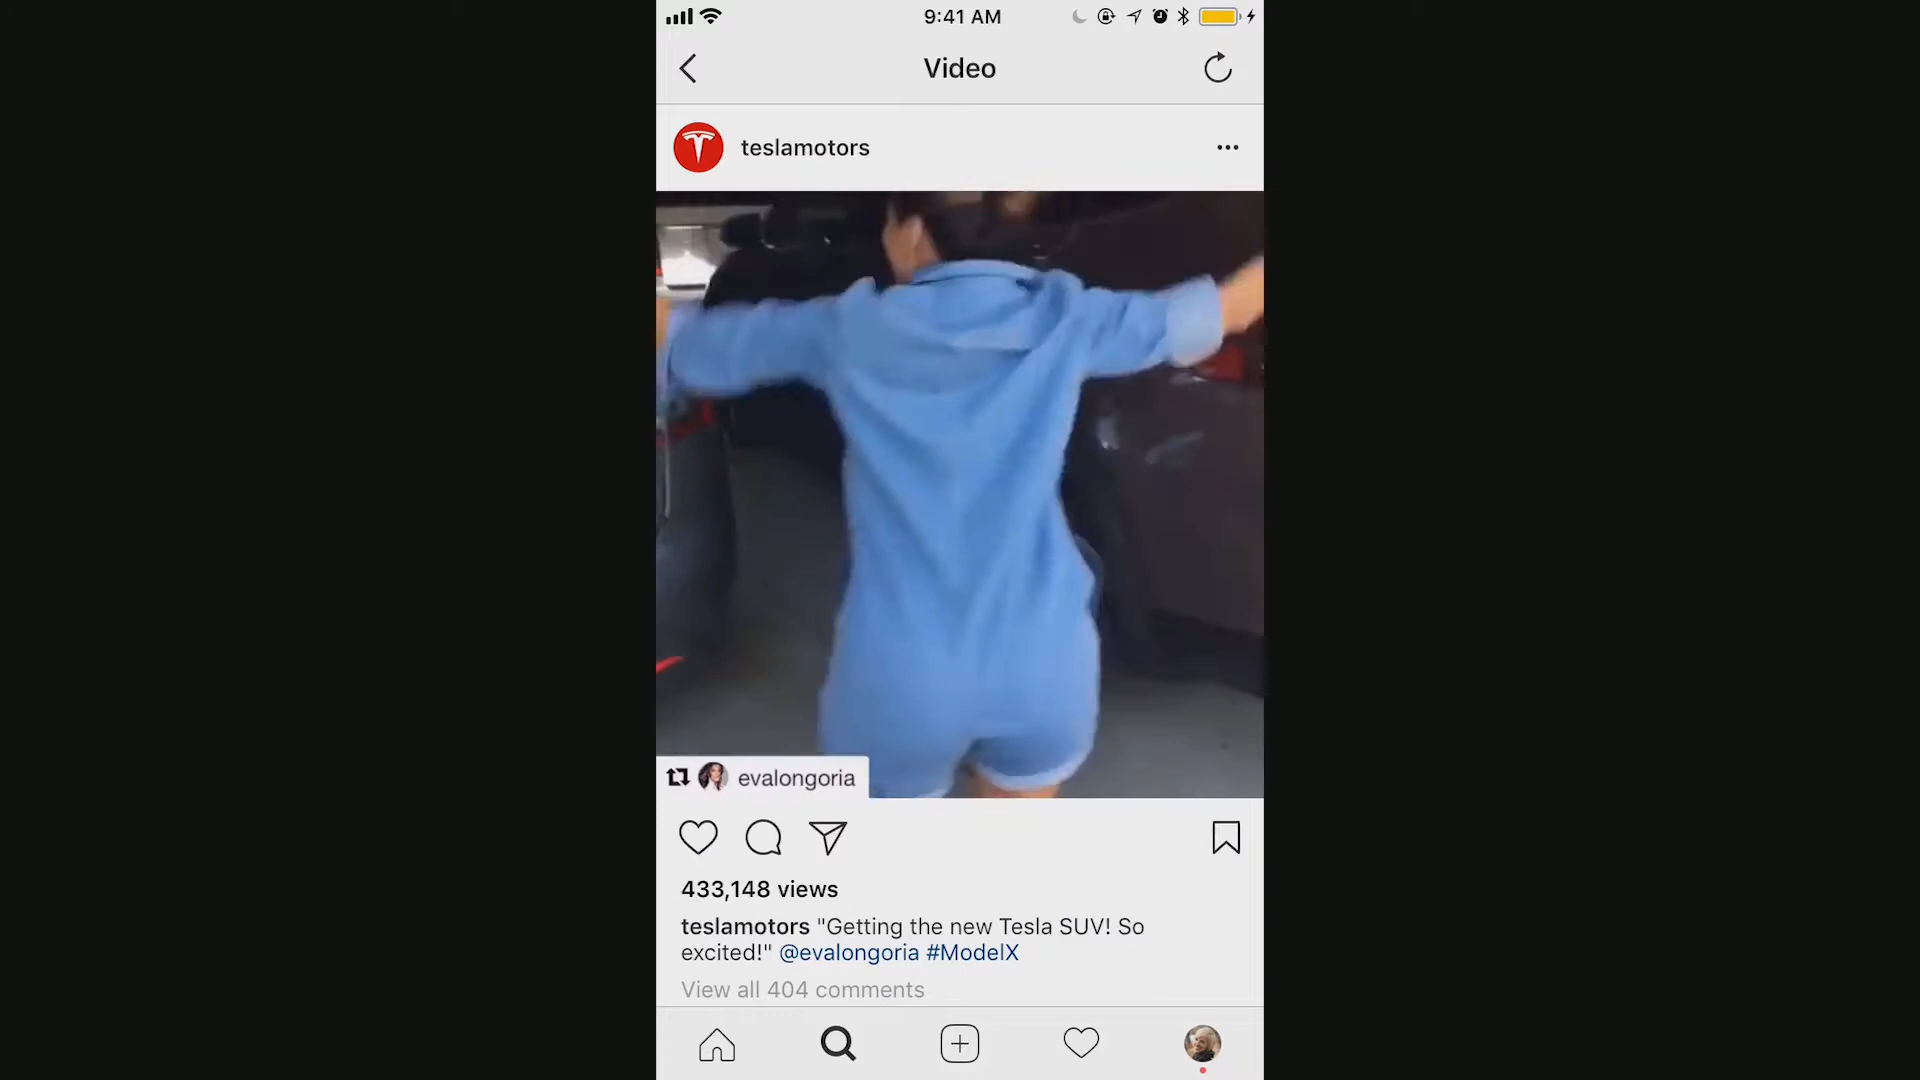 9:41 AM
Video
teslamotors
evalongoria
433,148 views
teslamotors "Getting the new Tesla SUV! So
excited!" @evalongoria #ModelX
View all 404 comments